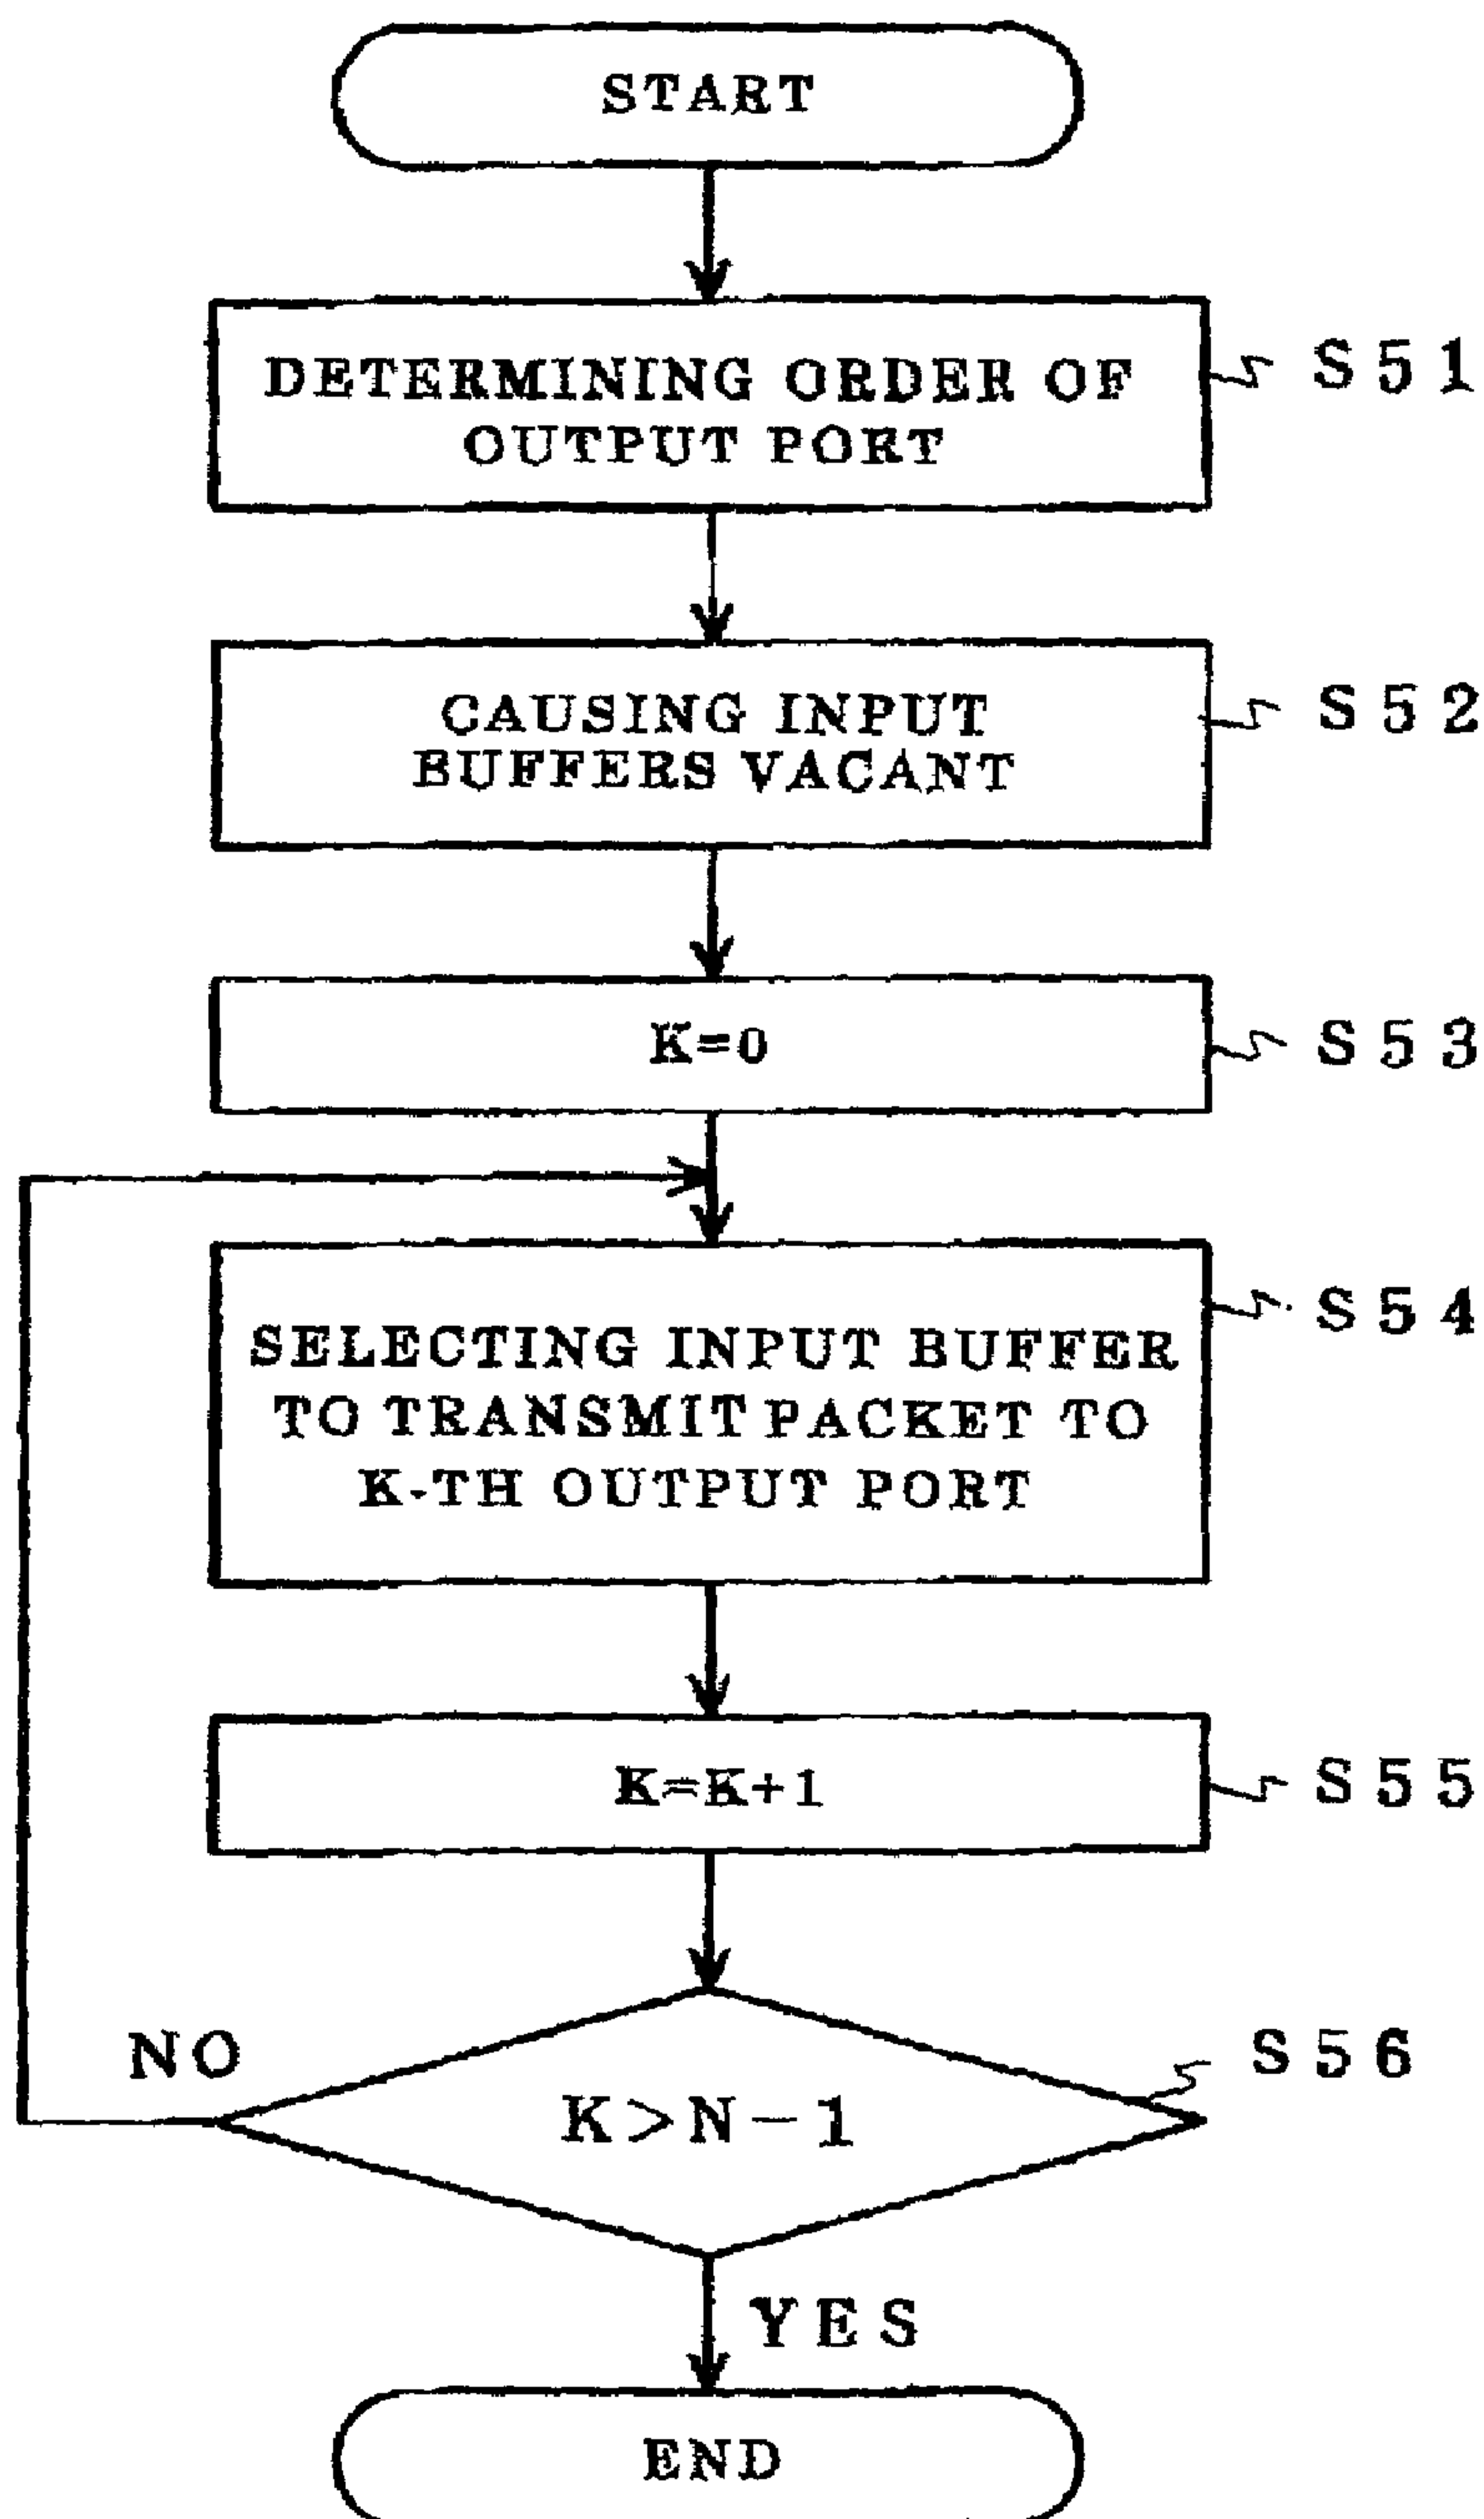 START
DETERMINING ORDER OF
OUTPUT PORT
S51
CAUSING INPUT
BUFFERS VACANT
S52
K=0
S53
SELECTING INPUT BUFFER
TO TRANSMIT PACKET TO
K-TH OUTPUT PORT
S54
K=K+1
S55
NO
K>N-1
S56
YES
END